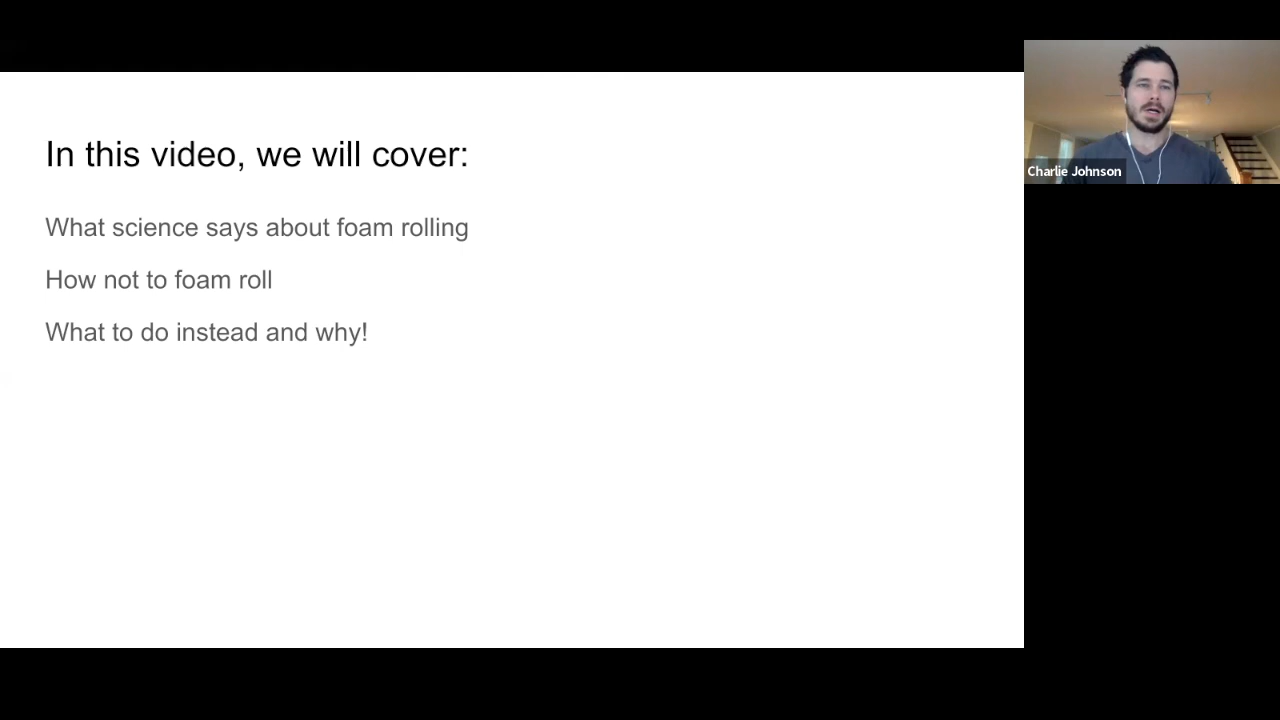 In this video, we will cover:
What science says about foam rolling
How not to foam roll
What to do instead and why!
Charlie Johnson